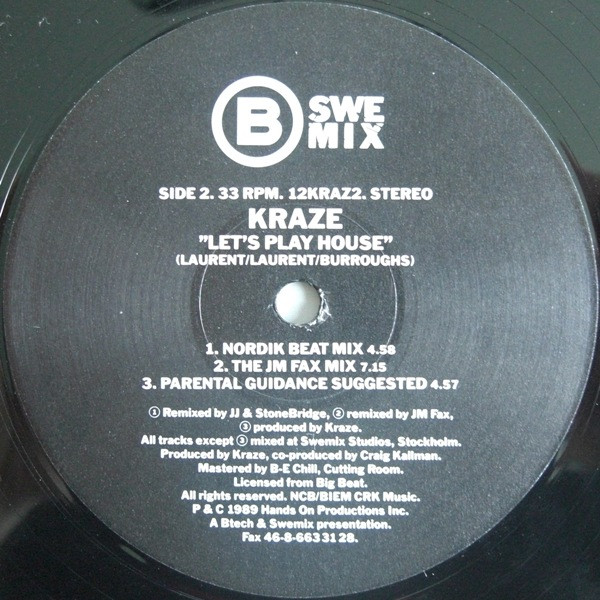 B SWE
MIX
SIDE 2. 33 RPM. 12KRAZ2. STEREO
KRAZE
"LET'S PLAY HOUSE"
(LAURENT/LAURENT/BURROUGHS)
1. NORDIK BEAT MIX 4.58
2. THE JM FAX MIX 7.15
3. PARENTAL GUIDANCE SUGGESTED 4.57
① Remixed by JJ & StoneBridge, ② remixed by JM Fax,
③ produced by Kraze.
All tracks except ③ mixed at Swemix Studios, Stockholm.
Produced by Kraze, co-produced by Craig Kallman.
Mastered by B-E Chill, Cutting Room.
Licensed from Big Beat.
All rights reserved. NCB/BIEM CRK Music.
P & C 1989 Hands On Productions Inc.
A Btech & Swemix presentation.
Fax 46-8-663 31 28.